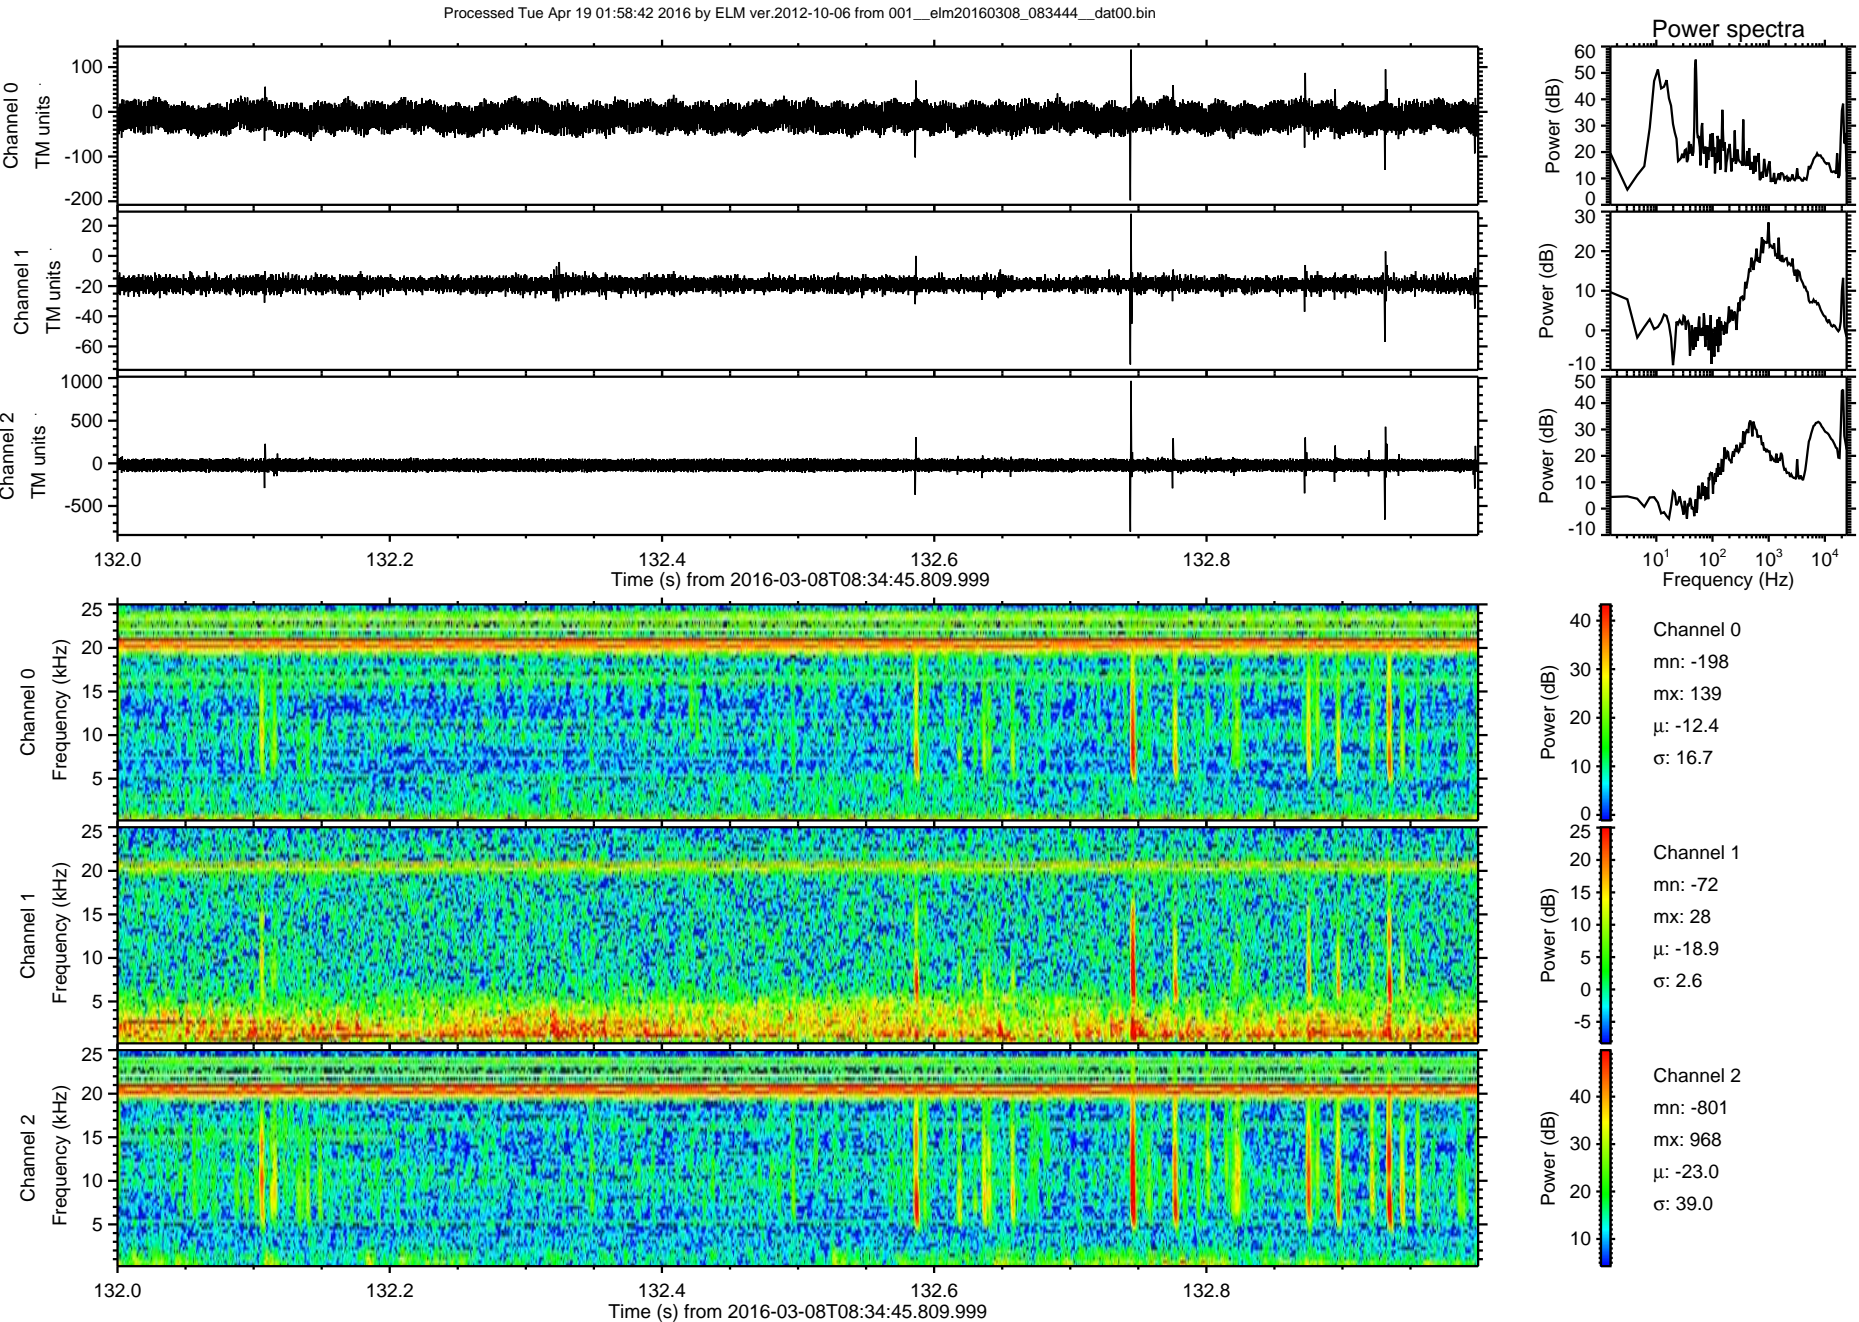 Processed Tue Apr 19 01:58:42 2016 by ELM ver.2012-10-06 from 001__elm20160308_083444__dat00.bin
Power spectra
Channel 0
TM units
100
0
-100
-200
Power (dB)
60
50
40
30
20
10
0
Channel 1
TM units
20
0
-20
-40
-60
Power (dB)
30
20
10
0
-10
Channel 2
TM units
1000
500
0
-500
Power (dB)
50
40
30
20
10
0
-10
132.0 132.2 132.4 132.6 132.8
Time (s) from 2016-03-08T08:34:45.809.999
10¹ 10² 10³ 10⁴
Frequency (Hz)
Channel 0
Frequency (kHz)
25
20
15
10
5
Power (dB)
40
30
20
10
0
Channel 0
mn: -198
mx: 139
μ: -12.4
σ: 16.7
Channel 1
Frequency (kHz)
25
20
15
10
5
Power (dB)
25
20
15
10
5
0
-5
Channel 1
mn: -72
mx: 28
μ: -18.9
σ: 2.6
Channel 2
Frequency (kHz)
25
20
15
10
5
Power (dB)
40
30
20
10
Channel 2
mn: -801
mx: 968
μ: -23.0
σ: 39.0
132.0 132.2 132.4 132.6 132.8
Time (s) from 2016-03-08T08:34:45.809.999